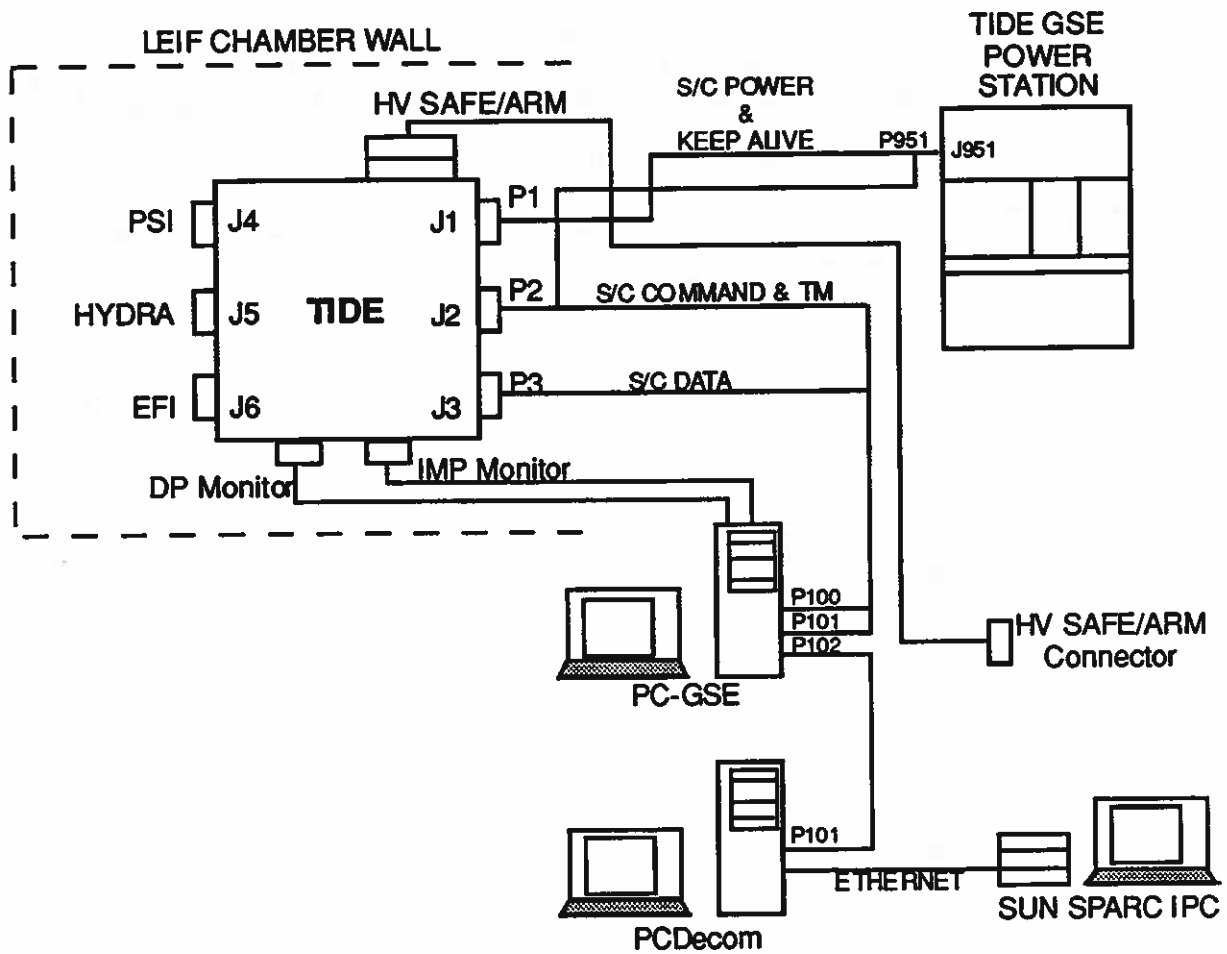 LEIF CHAMBER WALL
TIDE GSE
POWER
STATION
HV SAFE/ARM
S/C POWER
&
KEEP ALIVE
P951
J951
PSI
J4
J1
P1
HYDRA
J5
TIDE
J2
P2
S/C COMMAND & TM
EFI
J6
J3
P3
S/C DATA
DP Monitor
IMP Monitor
P100
P101
P102
PC-GSE
HV SAFE/ARM
Connector
P101
ETHERNET
PCDecom
SUN SPARC IPC